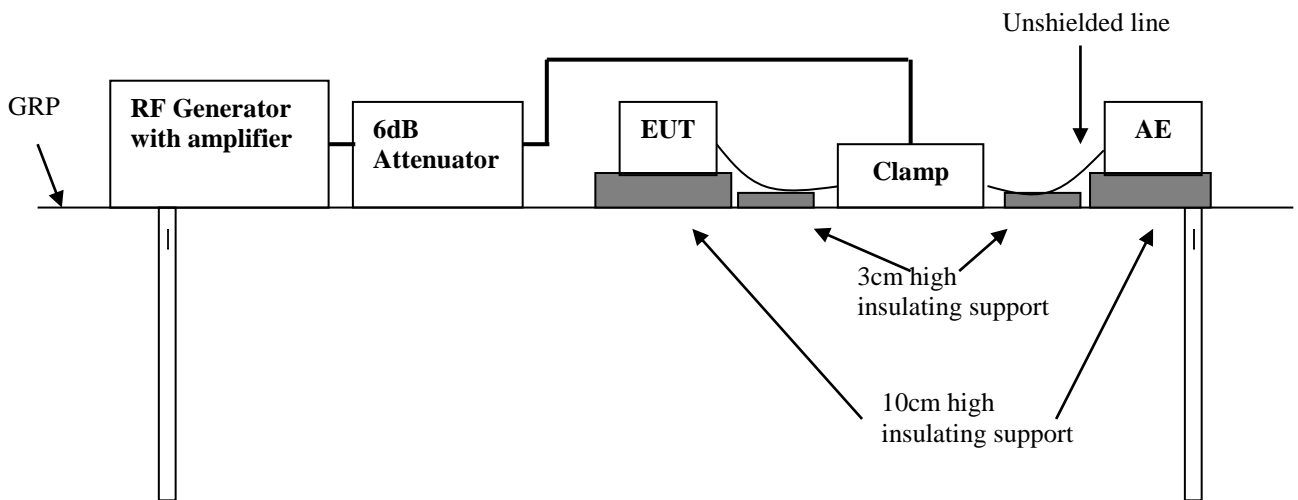 Unshielded line
GRP
RF Generator
with amplifier
6dB
Attenuator
EUT
Clamp
AE
3cm high
insulating support
10cm high
insulating support